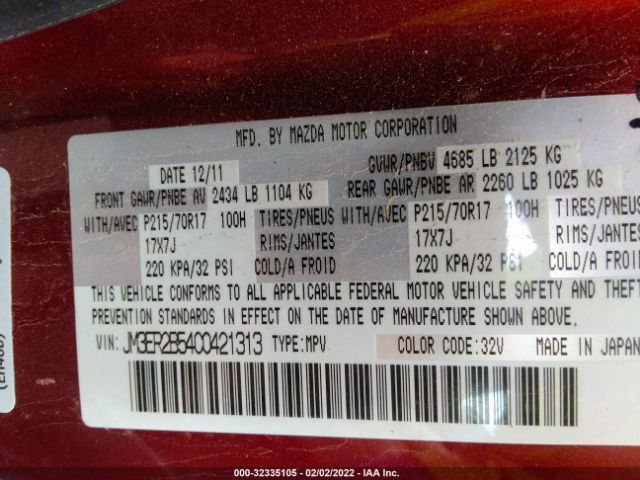 MFD. BY MAZDA MOTOR CORPORATION
DATE 12/11 GVWR/PNBV 4685 LB 2125 KG
FRONT GAWR/PNBE AV 2434 LB 1104 KG REAR GAWR/PNBE AR 2260 LB 1025 KG
WITH/AVEC P215/70R17 100H TIRES/PNEUS WITH/AVEC P215/70R17 100H TIRES/PNEUS
17X7J RIMS/JANTES 17X7J RIMS/JANTES
220 KPA/32 PSI COLD/A FROID 220 KPA/32 PSI COLD/A FROID
THIS VEHICLE CONFORMS TO ALL APPLICABLE FEDERAL MOTOR VEHICLE SAFETY AND THEFT
PREVENTION STANDARDS IN EFFECT ON THE DATE OF MANUFACTURE SHOWN ABOVE.
VIN: JM3ER2B54C0421313 TYPE:MPV COLOR CODE:32V MADE IN JAPAN
000-32335105 - 02/02/2022 - IAA Inc.